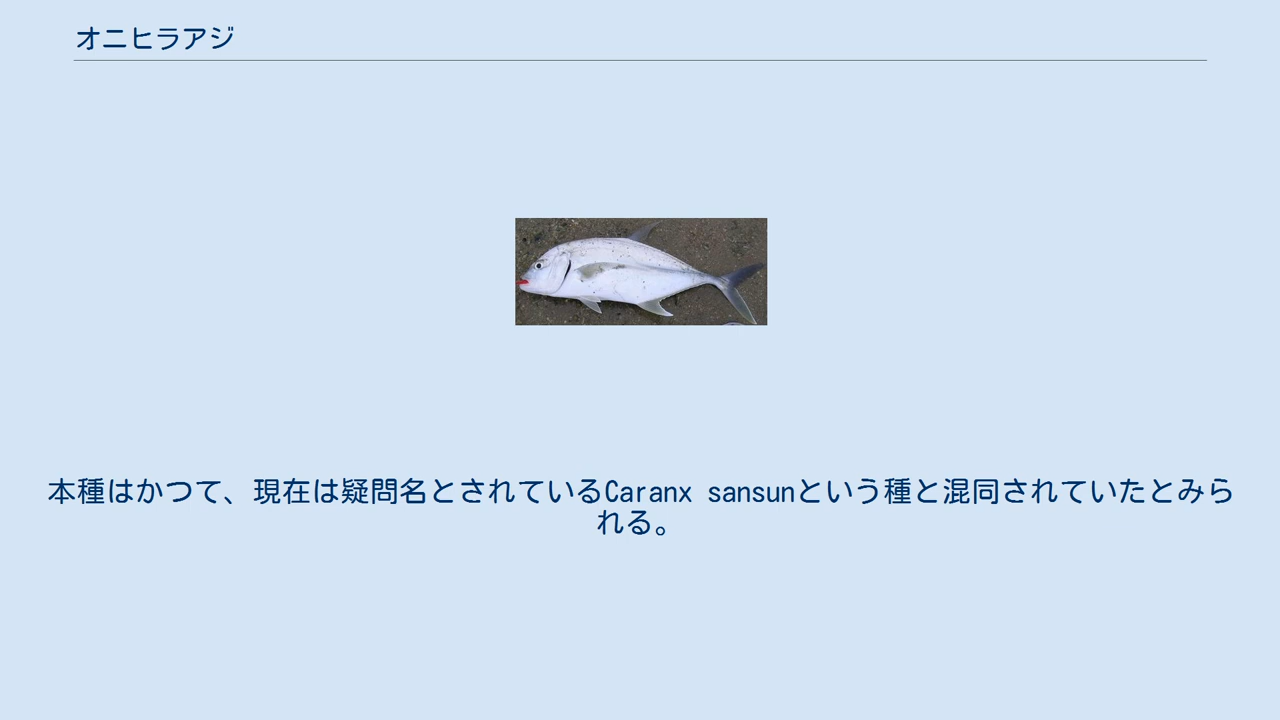 オニヒラアジ
本種はかつて、現在は疑問名とされているCaranx sansunという種と混同されていたとみら
れる。